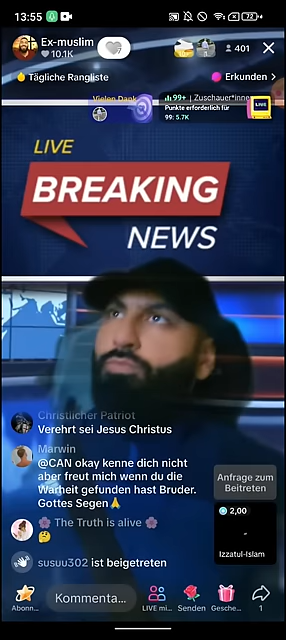 13:55
72
Ex-muslim
10.1K
401
Tägliche Rangliste
Erkunden
Vielen Dank
99+ | Zuschauer*inne
Punkte erforderlich für
99: 5.7K
LIVE
LIVE
BREAKING
NEWS
Christlicher Patriot
Verehrt sei Jesus Christus
Marwin
@CAN okay kenne dich nicht
aber freut mich wenn du die
Warheit gefunden hast Bruder.
Gottes Segen
The Truth is alive
susuu302 ist beigetreten
Anfrage zum
Beitreten
2,00
Izzatul-Islam
Abonn...
Kommenta...
LIVE mi...
Senden
Gesche...
1